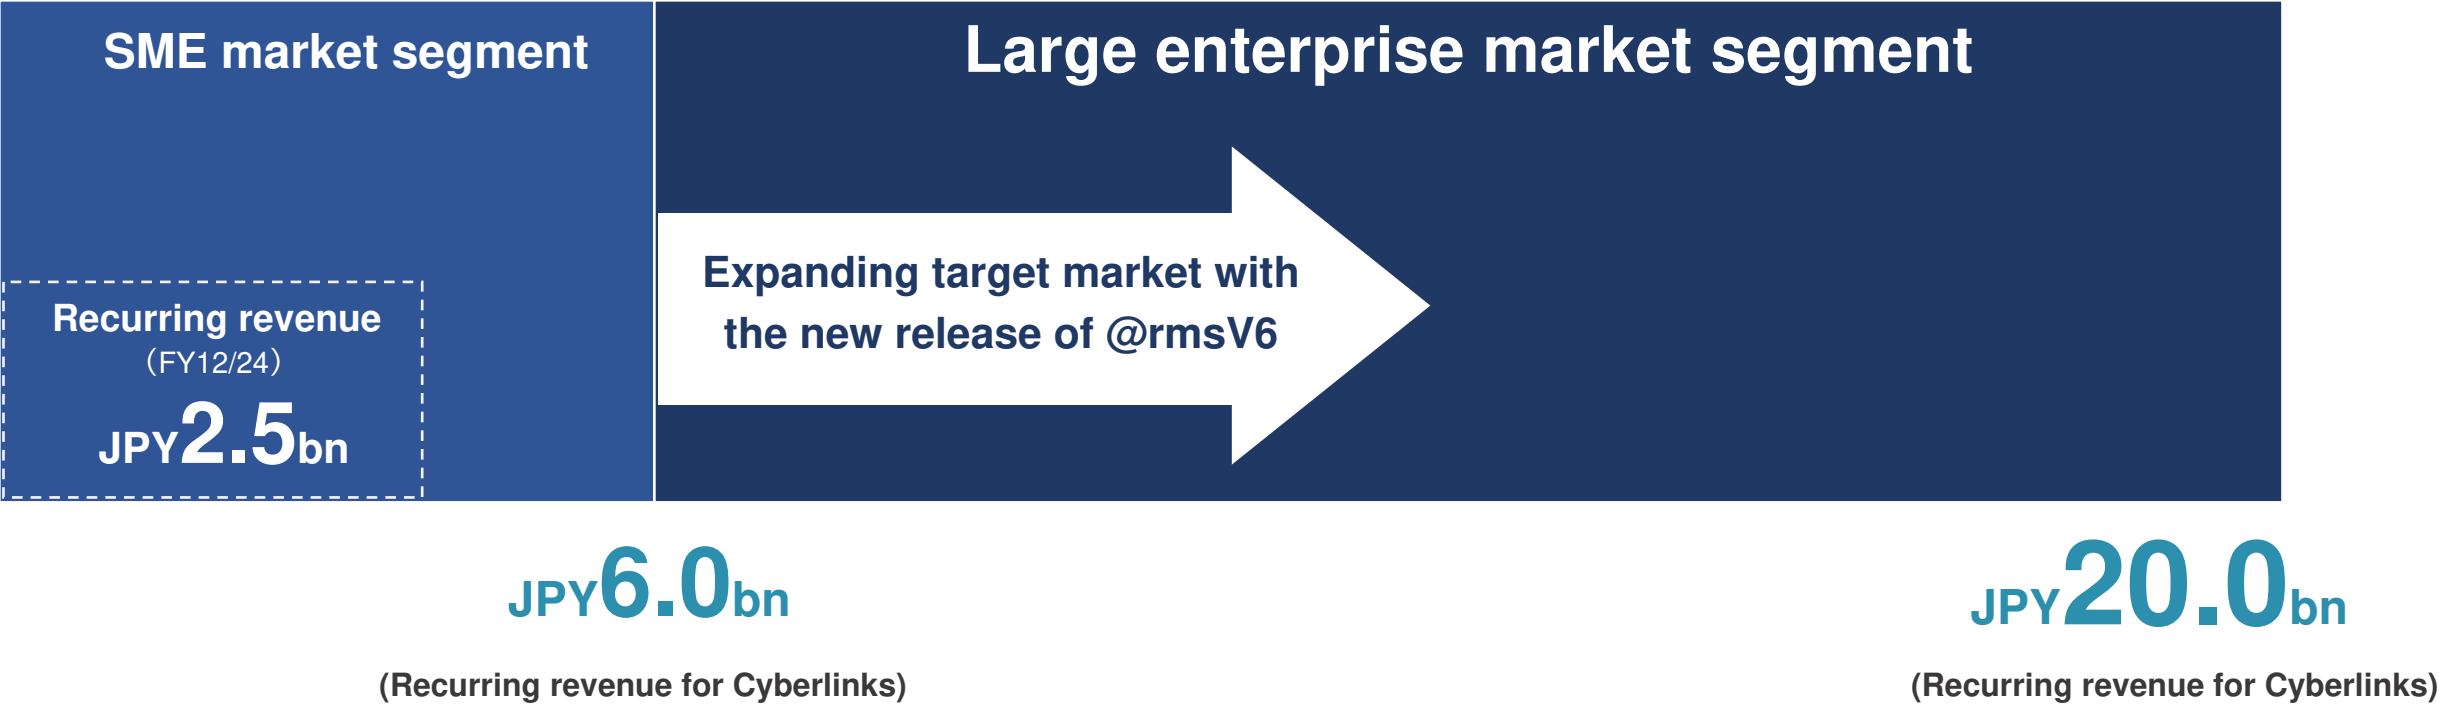 SME market segment
Large enterprise market segment
Expanding target market with
the new release of @rmsV6
Recurring revenue
（FY12/24）
JPY2.5bn
JPY6.0bn
(Recurring revenue for Cyberlinks)
JPY20.0bn
(Recurring revenue for Cyberlinks)